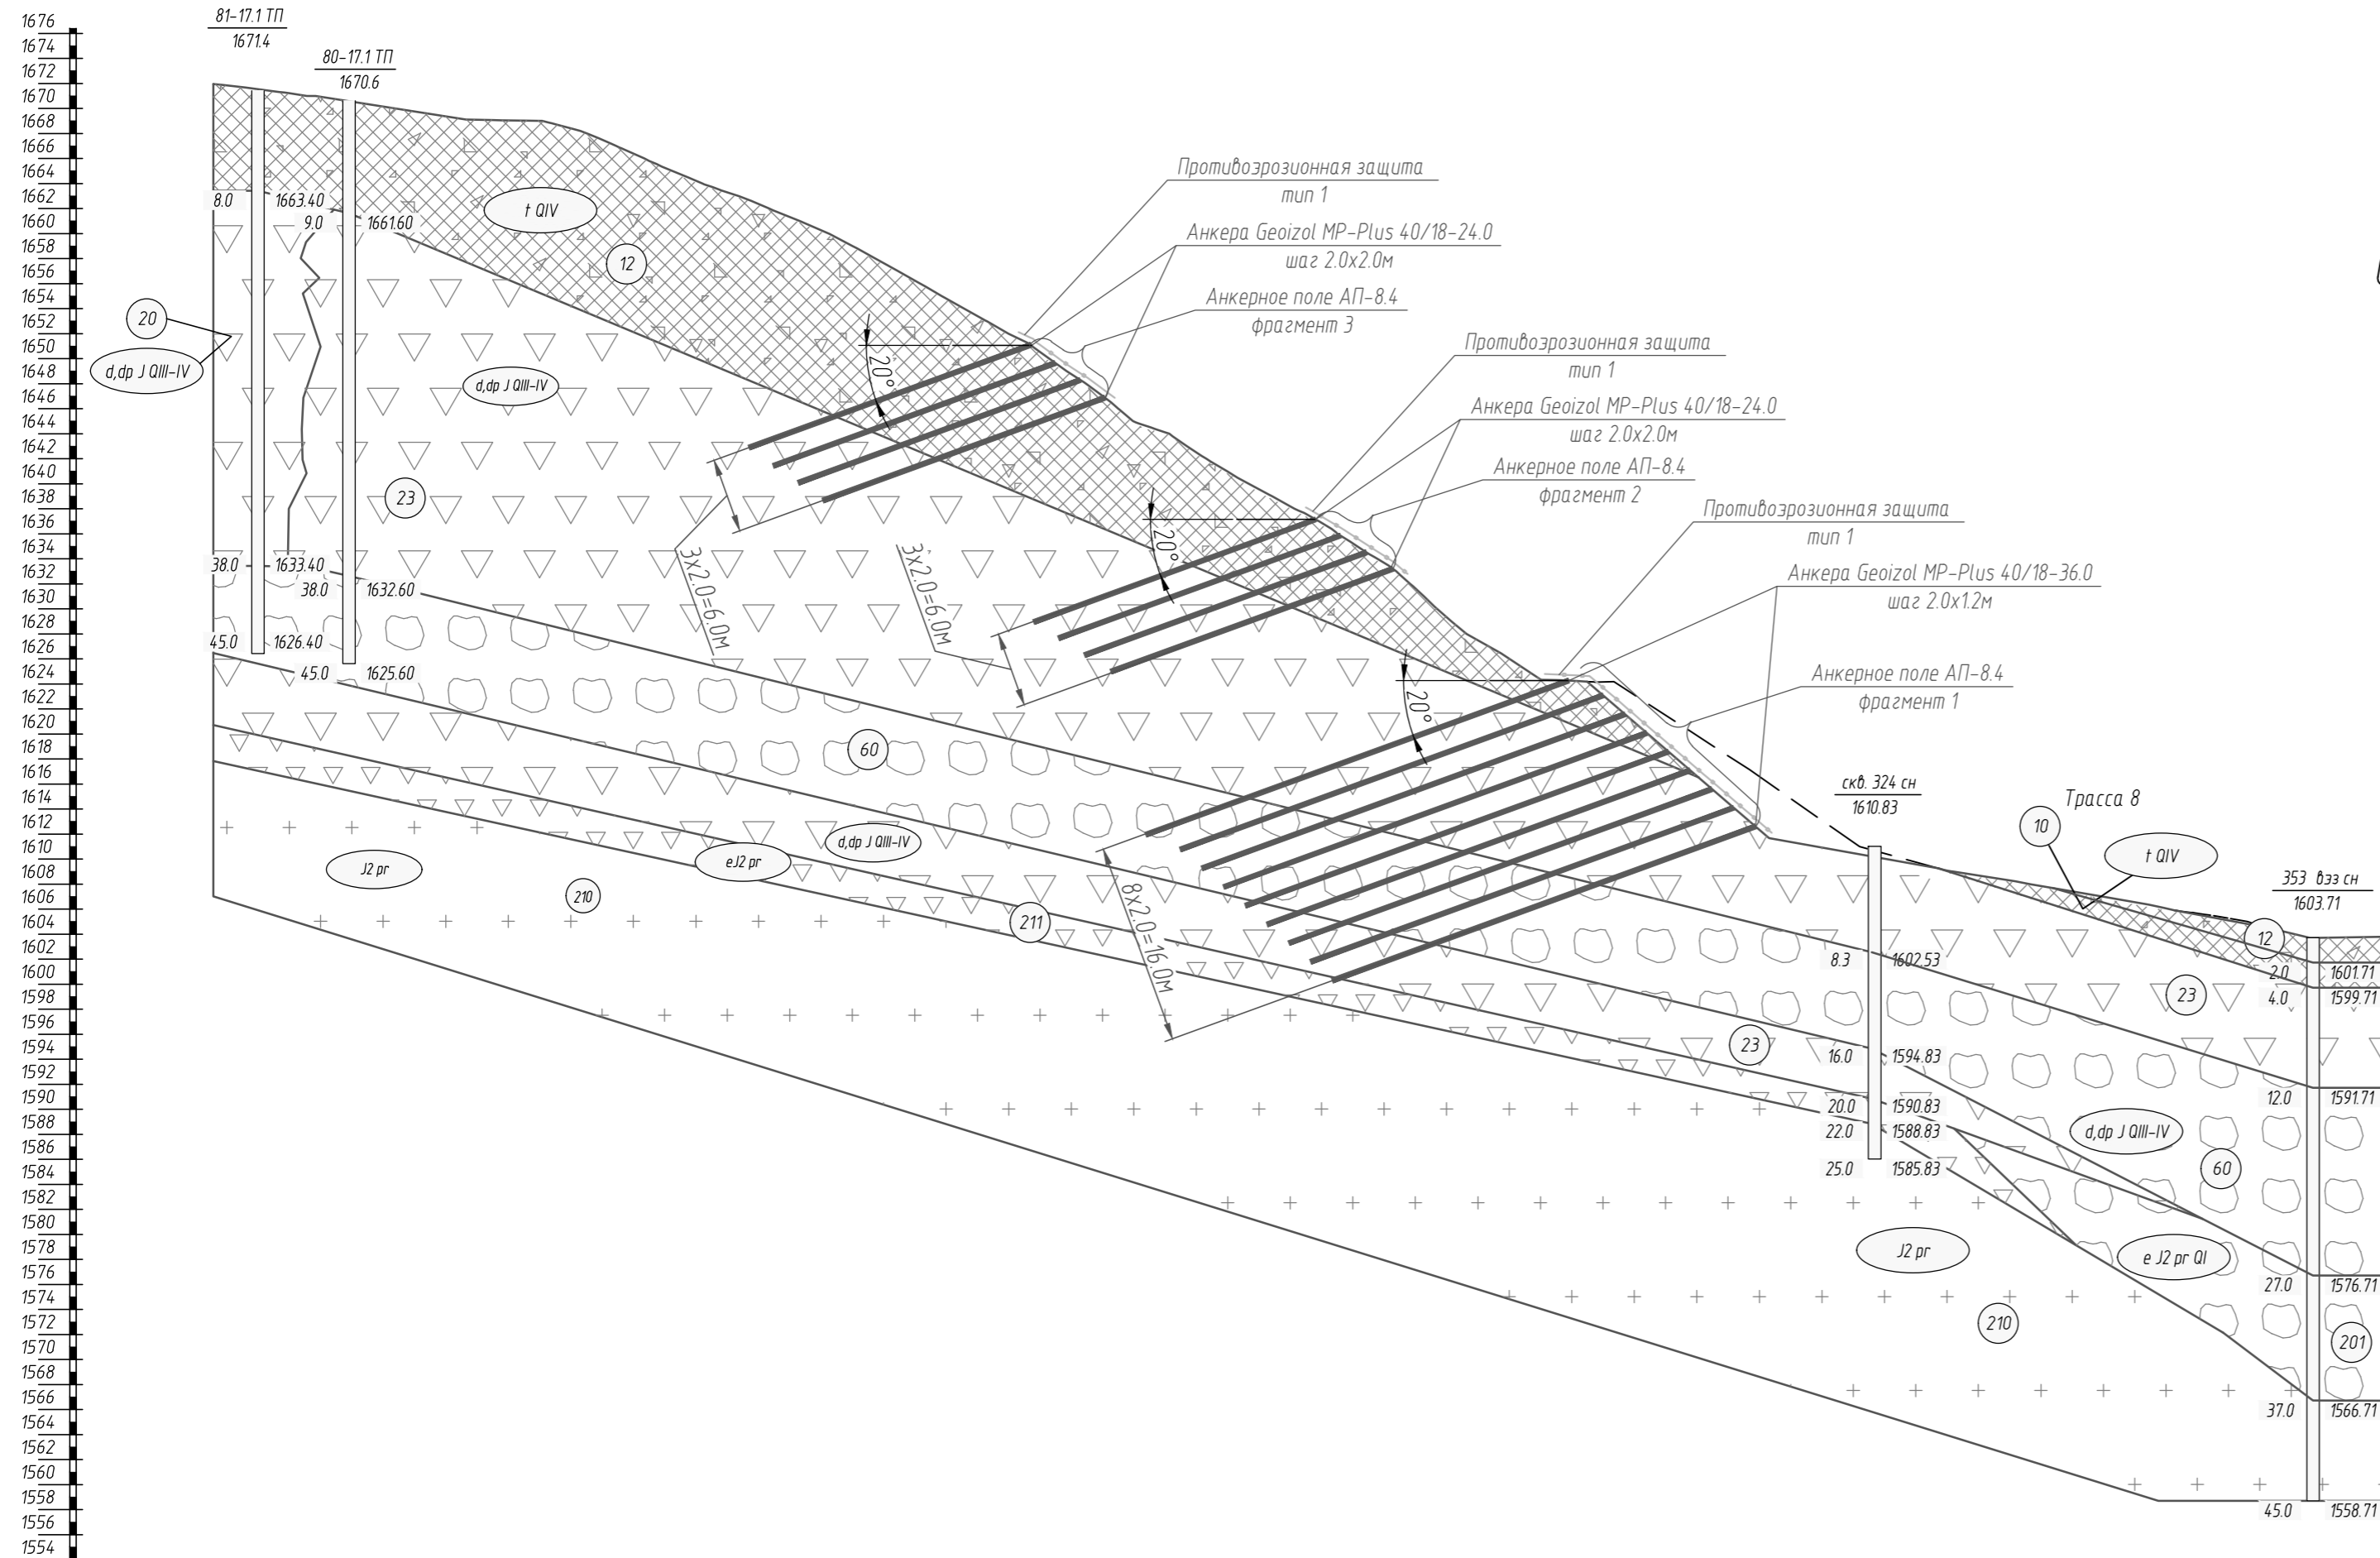 1676
1674
1672
1670
1668
1666
1664
1662
1660
1658
1656
1654
1652
1650
1648
1646
1644
1642
1640
1638
1636
1634
1632
1630
1628
1626
1624
1622
1620
1618
1616
1614
1612
1610
1608
1606
1604
1602
1600
1598
1596
1594
1592
1590
1588
1586
1584
1582
1580
1578
1576
1574
1572
1570
1568
1566
1564
1562
1560
1558
1556
1554
81-17.1 ТП
1671.4
80-17.1 ТП
1670.6
8.0 1663.40
9.0 1661.60
38.0 1633.40
38.0 1632.60
45.0 1626.40
45.0 1625.60
20
d,dp J QIII-IV
t QIV
12
d,dp J QIII-IV
23
Противоэрозионная защита
тип 1
Анкера Geoizol MP-Plus 40/18-24.0
шаг 2.0х2.0м
Анкерное поле АП-8.4
фрагмент 3
20°
3х2.0=6.0м
Противоэрозионная защита
тип 1
Анкера Geoizol MP-Plus 40/18-24.0
шаг 2.0х2.0м
Анкерное поле АП-8.4
фрагмент 2
20°
3х2.0=6.0м
Противоэрозионная защита
тип 1
Анкера Geoizol MP-Plus 40/18-36.0
шаг 2.0х1.2м
Анкерное поле АП-8.4
фрагмент 1
20°
8х2.0=16.0м
60
d,dp J QIII-IV
eJ2 pr
J2 pr
210
211
23
скв. 324 сн
1610.83
8.3 1602.53
16.0 1594.83
20.0 1590.83
22.0 1588.83
25.0 1585.83
Трасса 8
10
t QIV
353 вэз сн
1603.71
12
2.0 1601.71
23
4.0 1599.71
12.0 1591.71
d,dp J QIII-IV
60
J2 pr
e J2 pr QI
27.0 1576.71
210
201
37.0 1566.71
45.0 1558.71